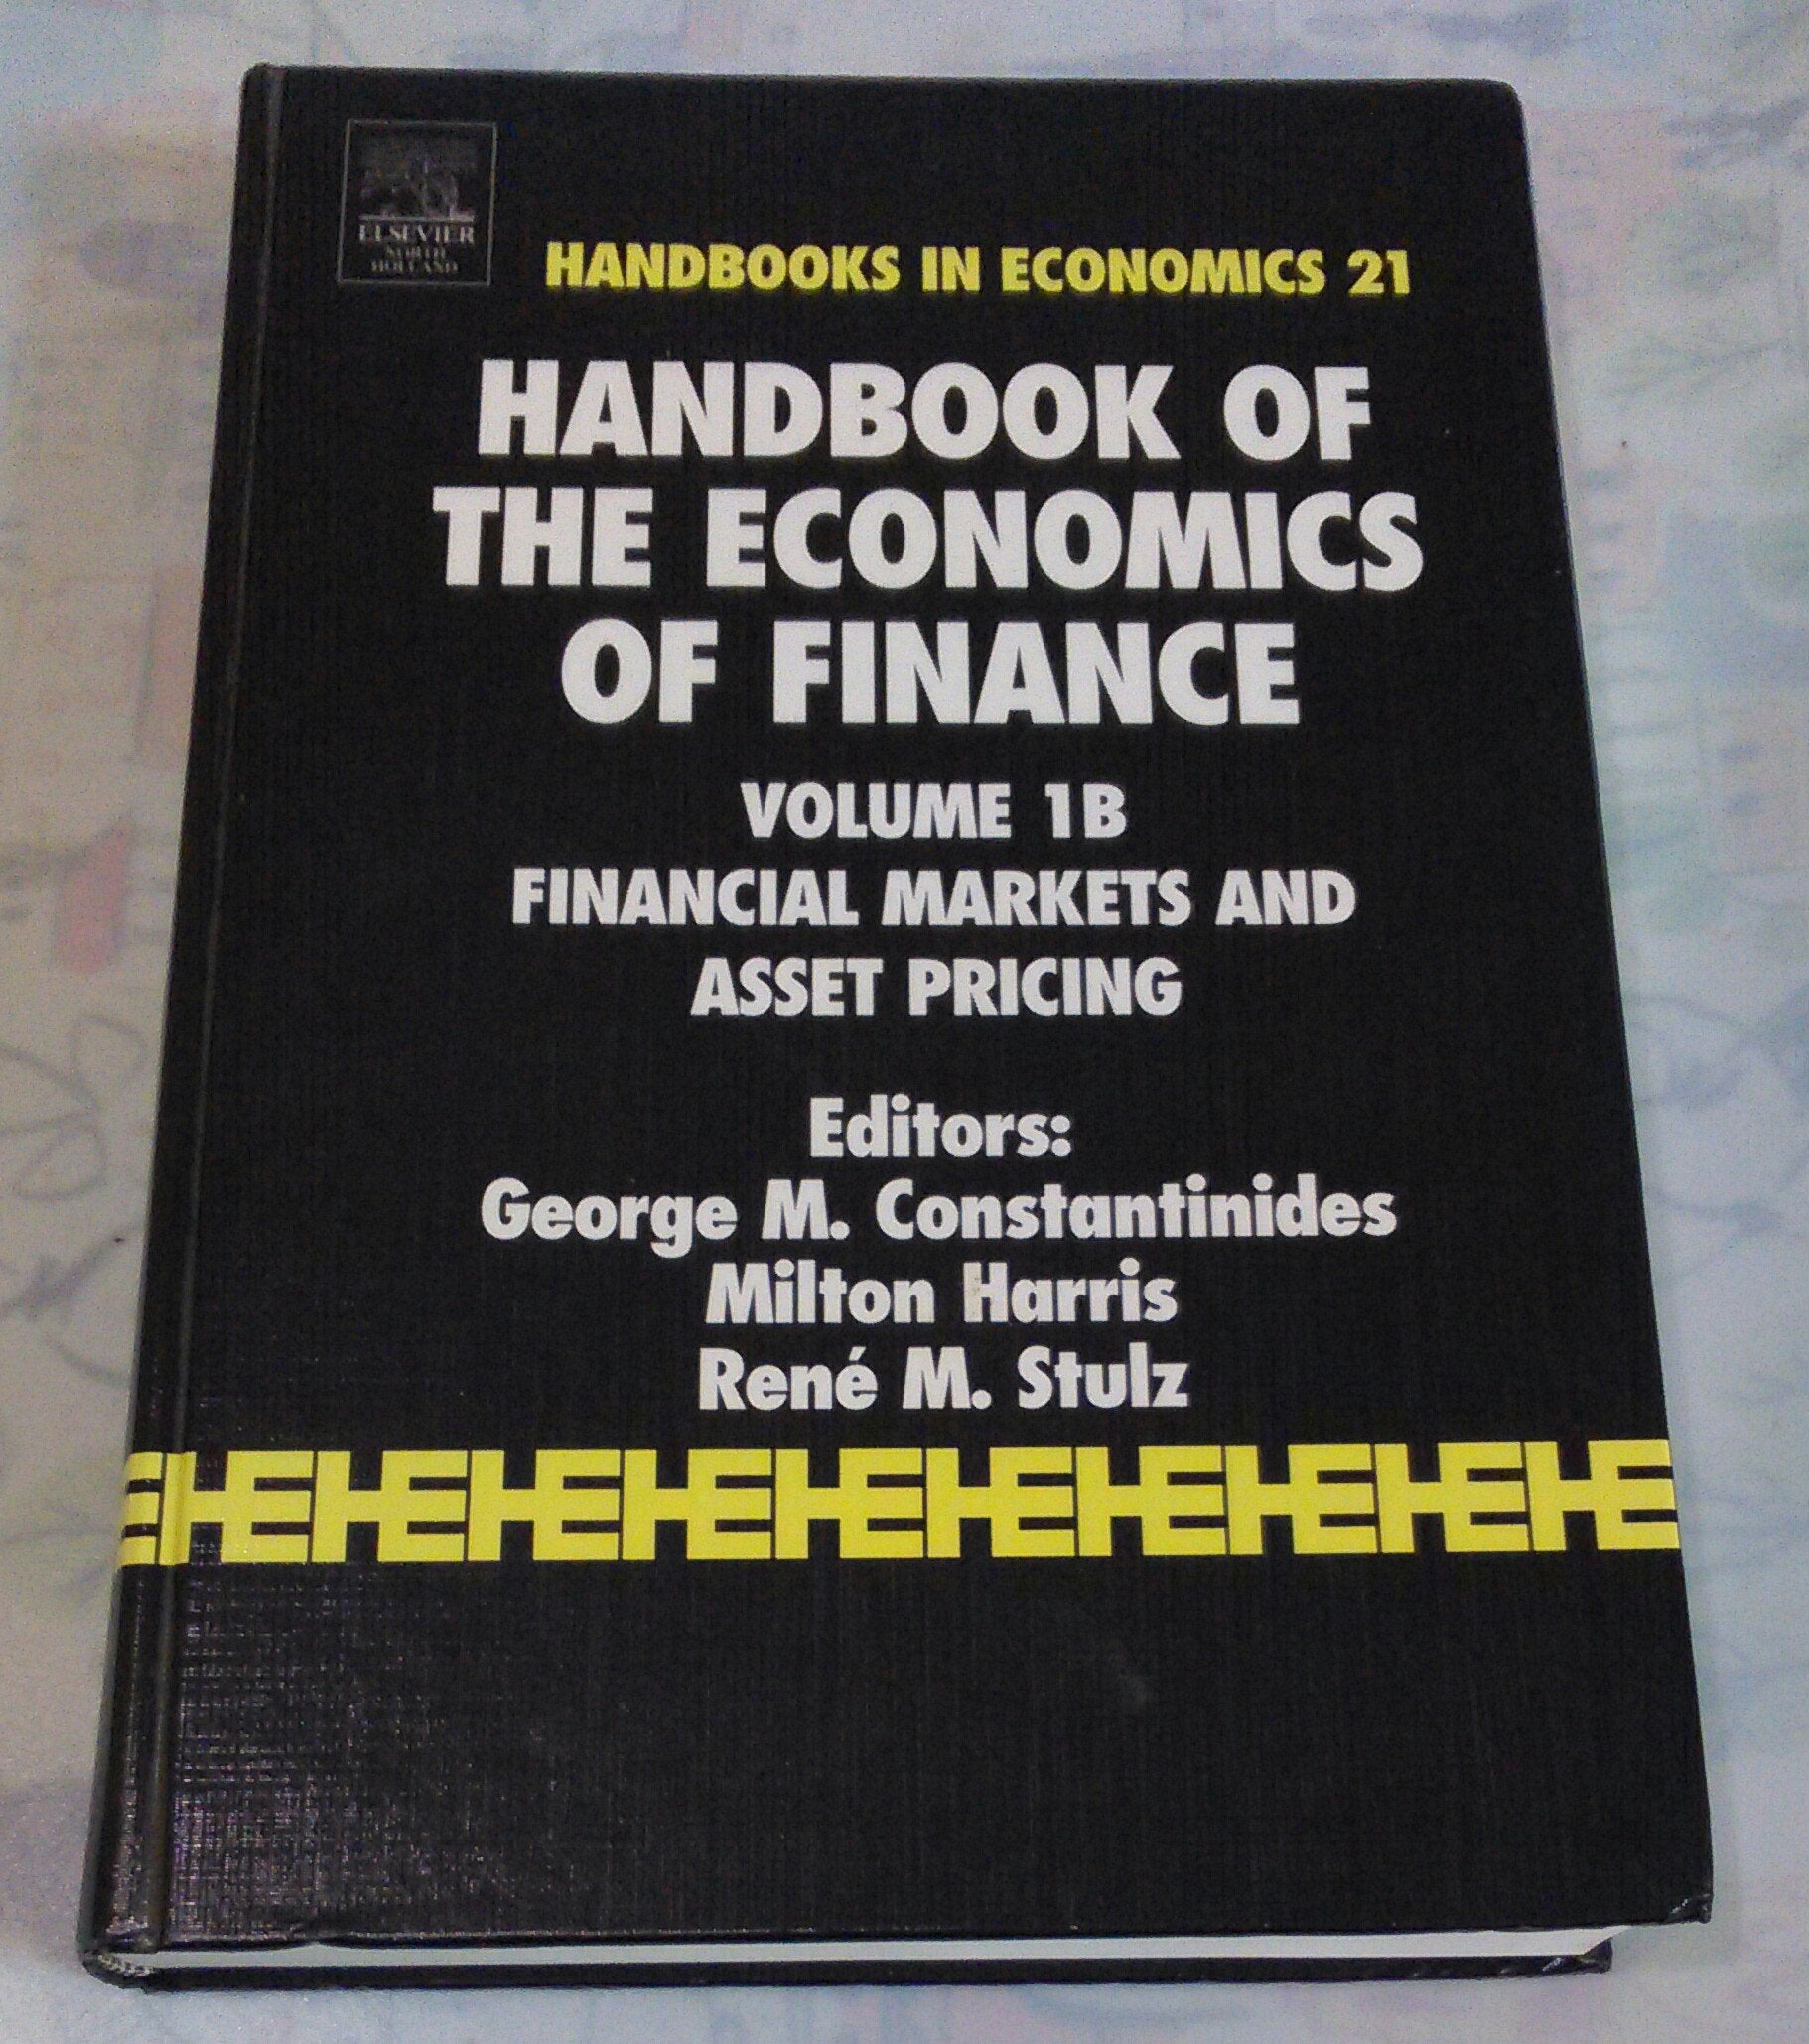 ELSEVIER
NORTH
HOLLAND
HANDBOOKS IN ECONOMICS 21
HANDBOOK OF
THE ECONOMICS
OF FINANCE
VOLUME 1B
FINANCIAL MARKETS AND
ASSET PRICING
Editors:
George M. Constantinides
Milton Harris
René M. Stulz